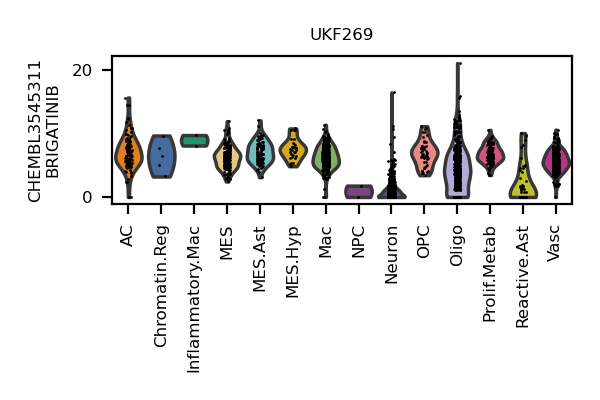 UKF269
CHEMBL3545311
BRIGATINIB
20
0
AC
Chromatin.Reg
Inflammatory.Mac
MES
MES.Ast
MES.Hyp
Mac
NPC
Neuron
OPC
Oligo
Prolif.Metab
Reactive.Ast
Vasc